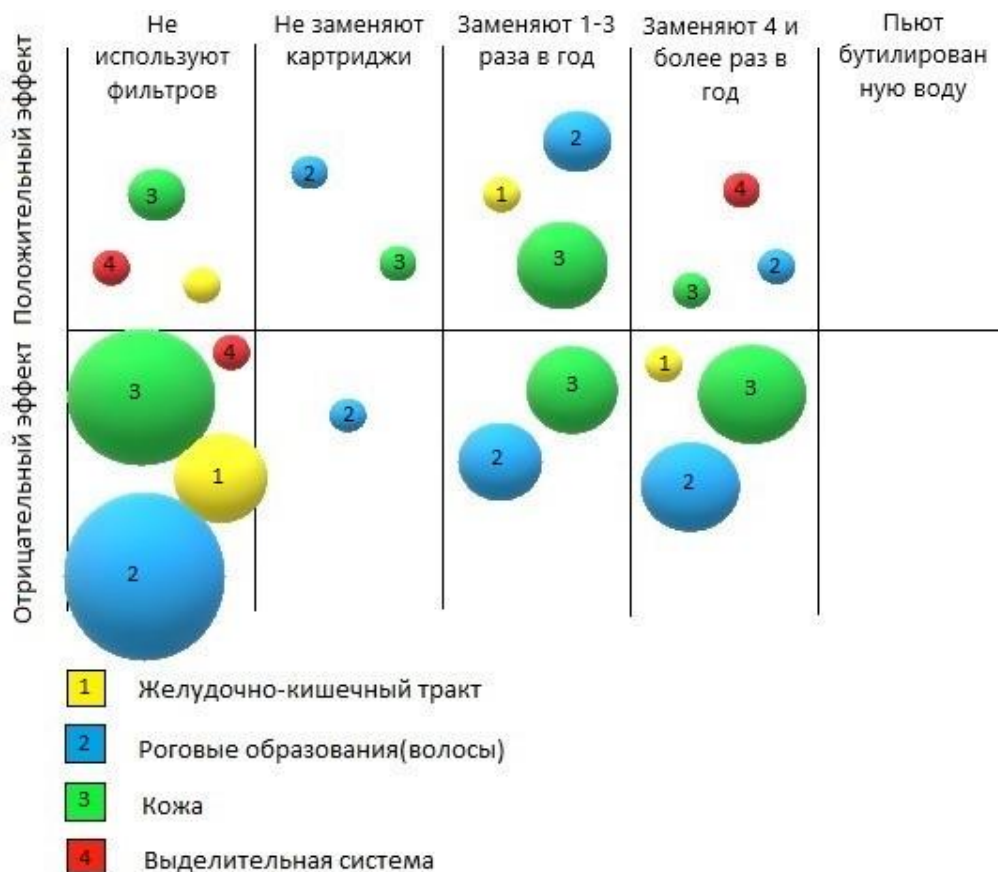 Не
используют
фильтров
Не заменяют
картриджи
Заменяют 1-3
раза в год
Заменяют 4 и
более раз в
год
Пьют
бутилирован
ную воду
Положительный эффект
2
3
1
4
2
3
4
3
2
3
Отрицательный эффект
4
3
1
2
2
3
2
1
3
2
1 Желудочно-кишечный тракт
2 Роговые образования(волосы)
3 Кожа
4 Выделительная система